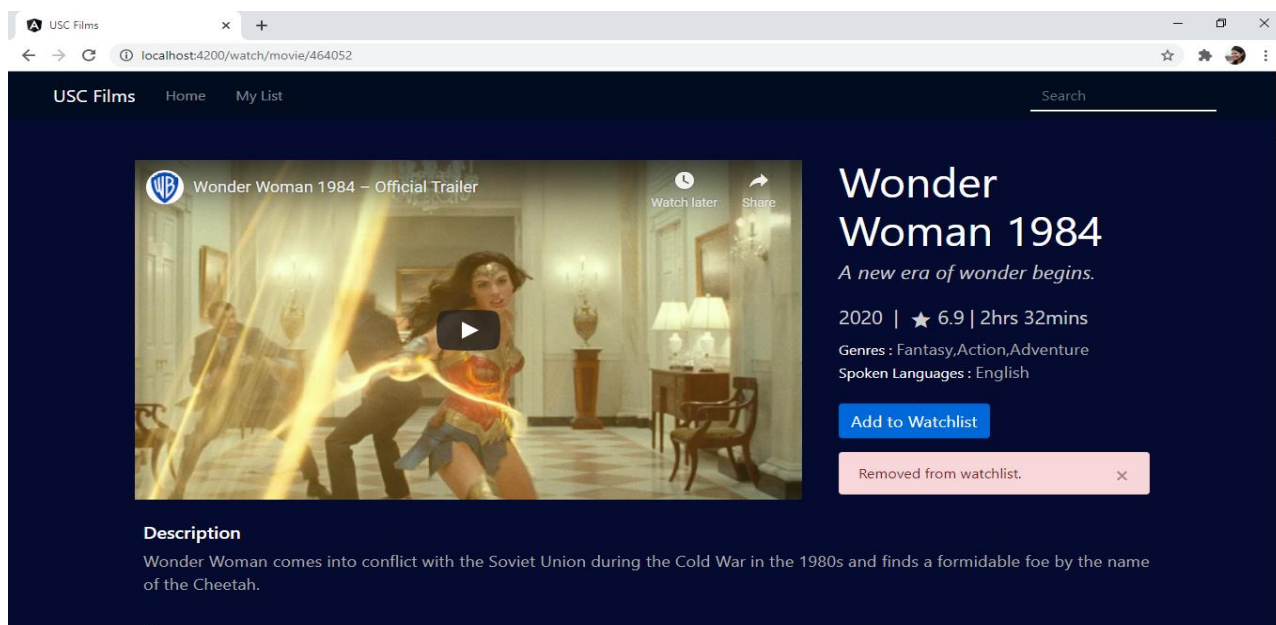 USC Films
localhost:4200/watch/movie/464052
USC Films Home My List Search
Wonder Woman 1984 – Official Trailer
Watch later Share
Wonder
Woman 1984
A new era of wonder begins.
2020 | ★ 6.9 | 2hrs 32mins
Genres : Fantasy,Action,Adventure
Spoken Languages : English
Add to Watchlist
Removed from watchlist. ×
Description
Wonder Woman comes into conflict with the Soviet Union during the Cold War in the 1980s and finds a formidable foe by the name
of the Cheetah.